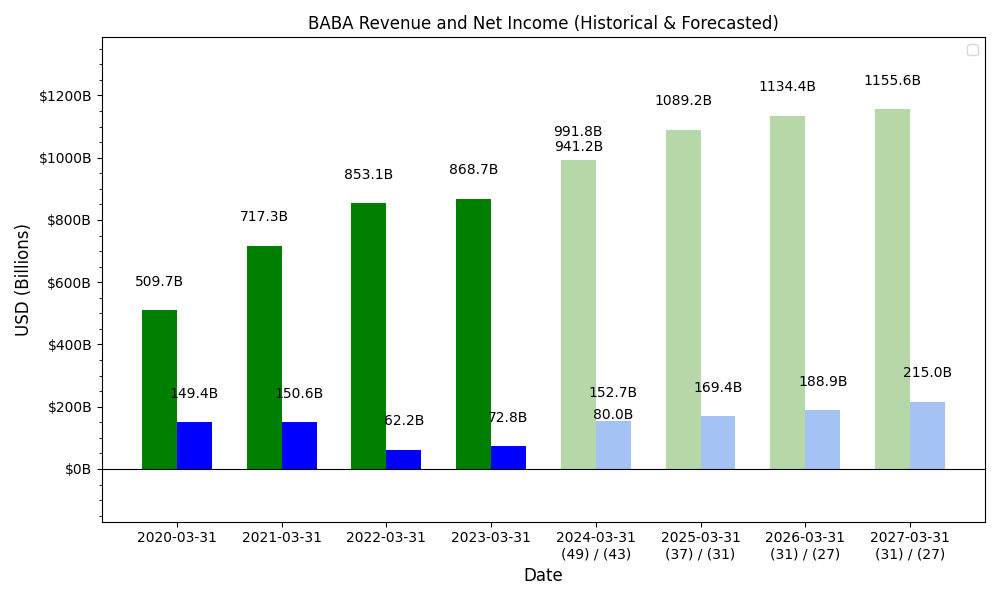 BABA Revenue and Net Income (Historical & Forecasted)
USD (Billions)
$1200B
$1000B
$800B
$600B
$400B
$200B
$0B
509.7B
149.4B
717.3B
150.6B
853.1B
62.2B
868.7B
72.8B
991.8B
941.2B
152.7B
80.0B
1089.2B
169.4B
1134.4B
188.9B
1155.6B
215.0B
2020-03-31
2021-03-31
2022-03-31
2023-03-31
2024-03-31
(49) / (43)
2025-03-31
(37) / (31)
2026-03-31
(31) / (27)
2027-03-31
(31) / (27)
Date